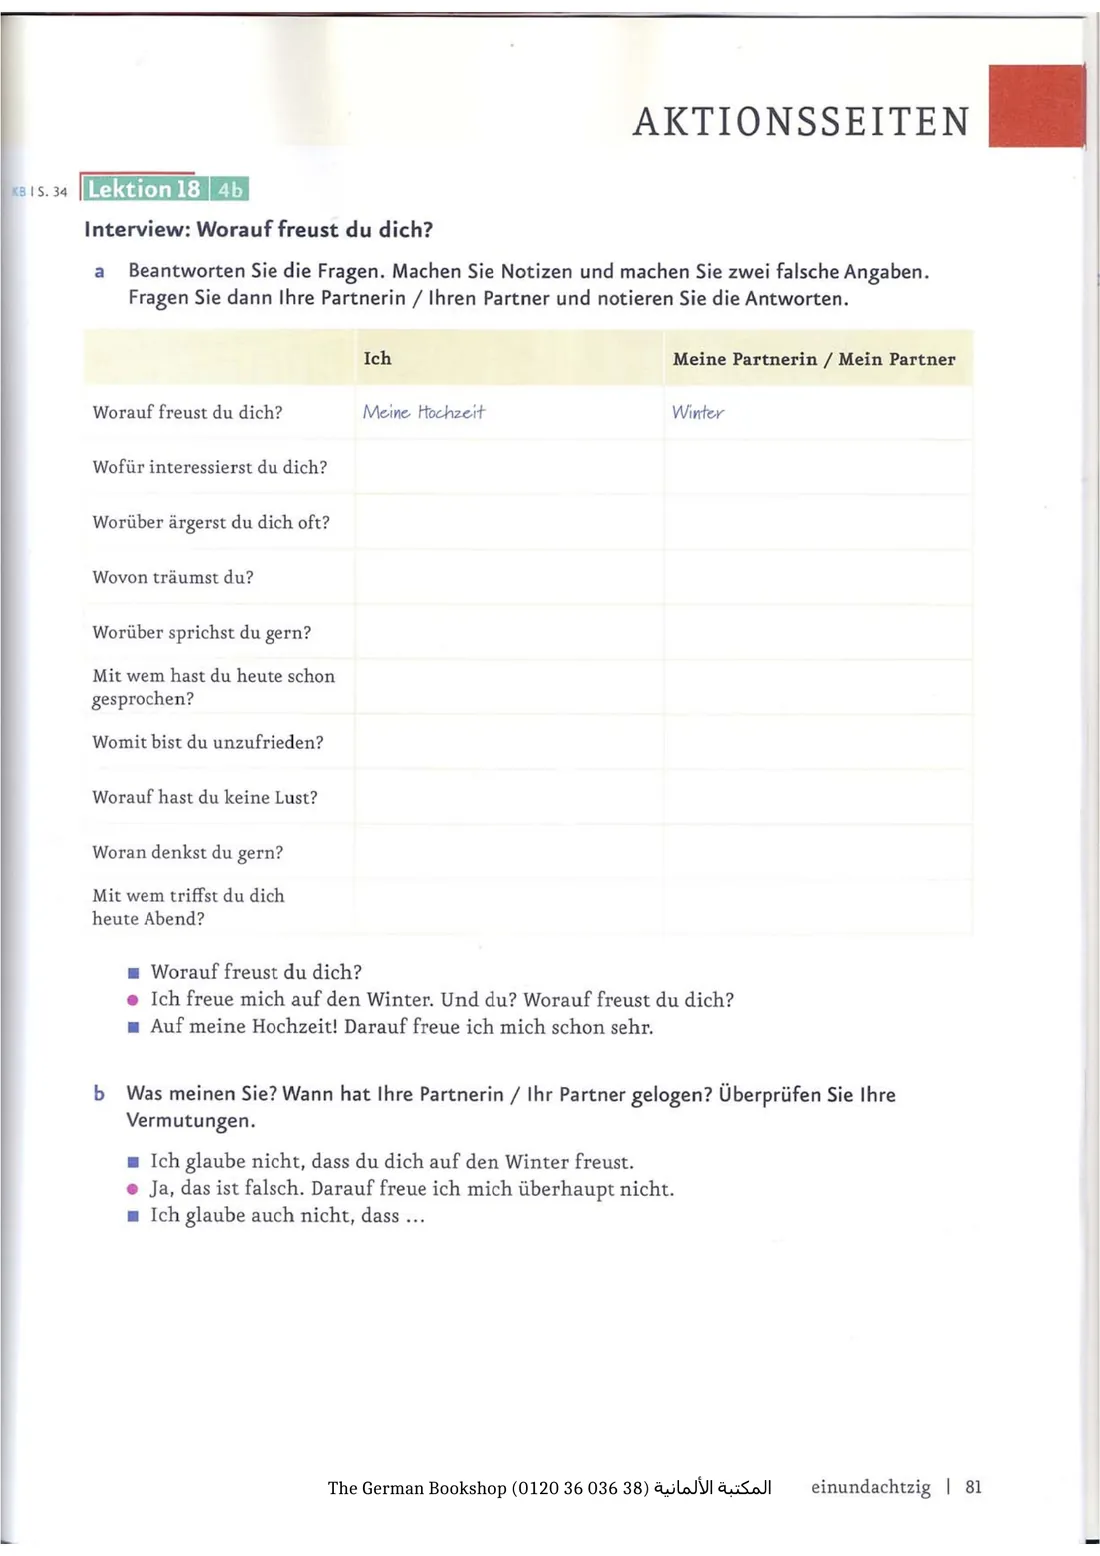 AKTIONSSEITEN
KB | S. 34 Lektion 18 4b
Interview: Worauf freust du dich?
a Beantworten Sie die Fragen. Machen Sie Notizen und machen Sie zwei falsche Angaben.
Fragen Sie dann Ihre Partnerin / Ihren Partner und notieren Sie die Antworten.
Ich Meine Partnerin / Mein Partner
Worauf freust du dich? Meine Hochzeit Winter
Wofür interessierst du dich?
Worüber ärgerst du dich oft?
Wovon träumst du?
Worüber sprichst du gern?
Mit wem hast du heute schon
gesprochen?
Womit bist du unzufrieden?
Worauf hast du keine Lust?
Woran denkst du gern?
Mit wem triffst du dich
heute Abend?
■ Worauf freust du dich?
● Ich freue mich auf den Winter. Und du? Worauf freust du dich?
■ Auf meine Hochzeit! Darauf freue ich mich schon sehr.
b Was meinen Sie? Wann hat Ihre Partnerin / Ihr Partner gelogen? Überprüfen Sie Ihre
Vermutungen.
■ Ich glaube nicht, dass du dich auf den Winter freust.
● Ja, das ist falsch. Darauf freue ich mich überhaupt nicht.
■ Ich glaube auch nicht, dass ...
The German Bookshop (0120 36 036 38) المكتبة الألمانية einundachtzig | 81